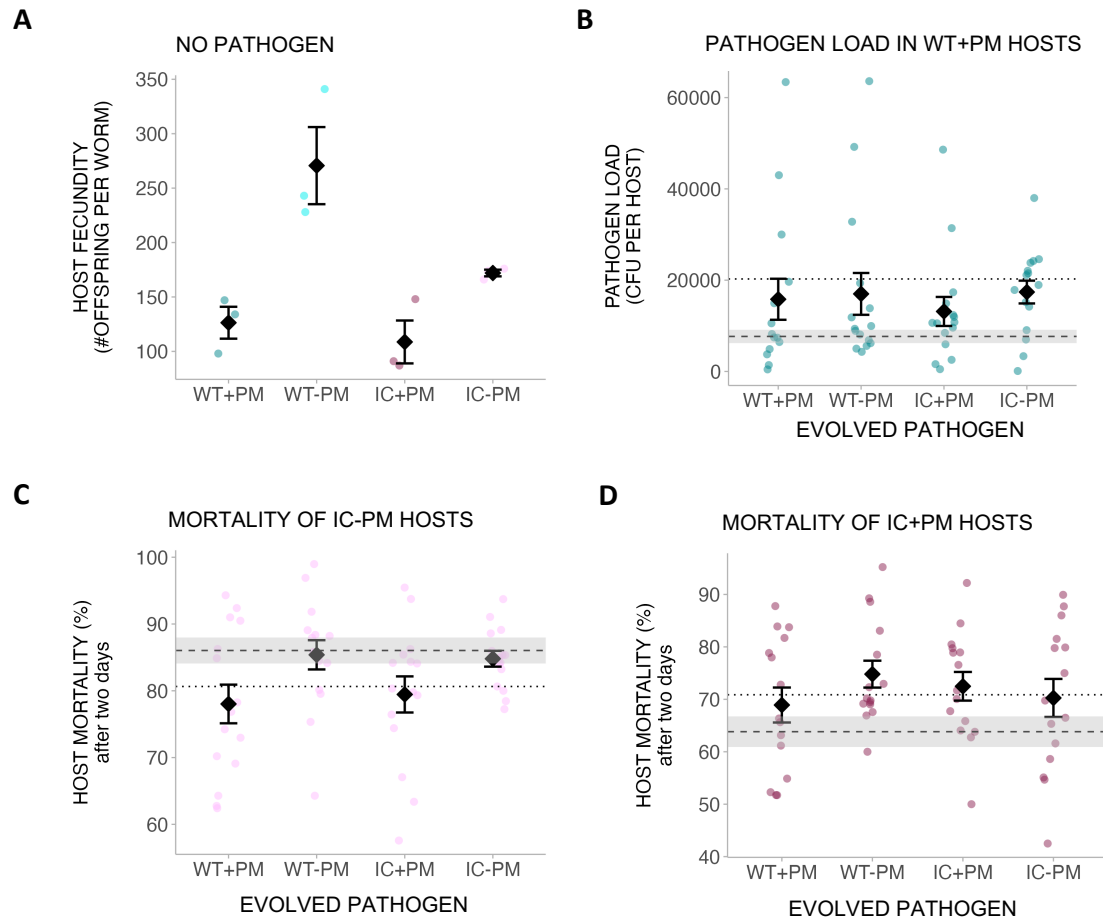 A
NO PATHOGEN
HOST FECUNDITY
(#OFFSPRING PER WORM)
350
300
250
200
150
100
WT+PM
WT-PM
IC+PM
IC-PM
B
PATHOGEN LOAD IN WT+PM HOSTS
PATHOGEN LOAD
(CFU PER HOST)
60000
40000
20000
0
WT+PM
WT-PM
IC+PM
IC-PM
EVOLVED PATHOGEN
C
MORTALITY OF IC-PM HOSTS
HOST MORTALITY (%)
after two days
100
90
80
70
60
WT+PM
WT-PM
IC+PM
IC-PM
EVOLVED PATHOGEN
D
MORTALITY OF IC+PM HOSTS
HOST MORTALITY (%)
after two days
90
80
70
60
50
40
WT+PM
WT-PM
IC+PM
IC-PM
EVOLVED PATHOGEN